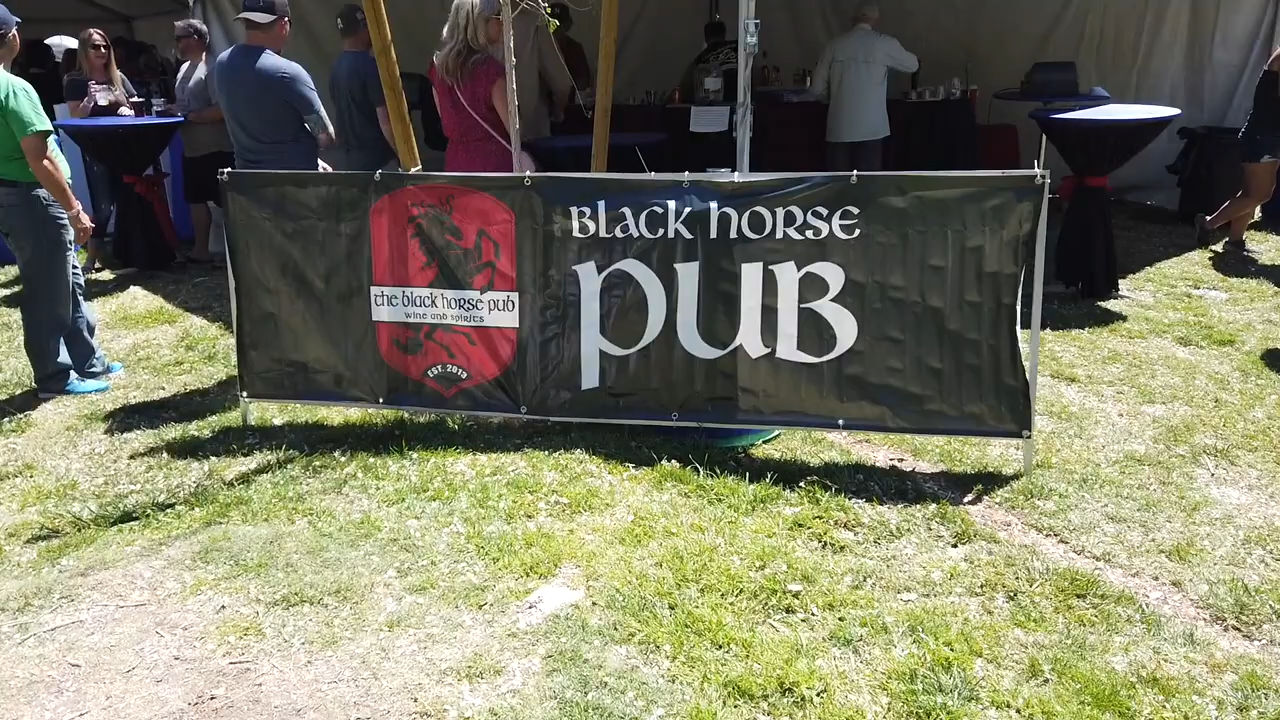 the black horse pub
wine and spirits
EST. 2013
BLACK HORSE
PUB